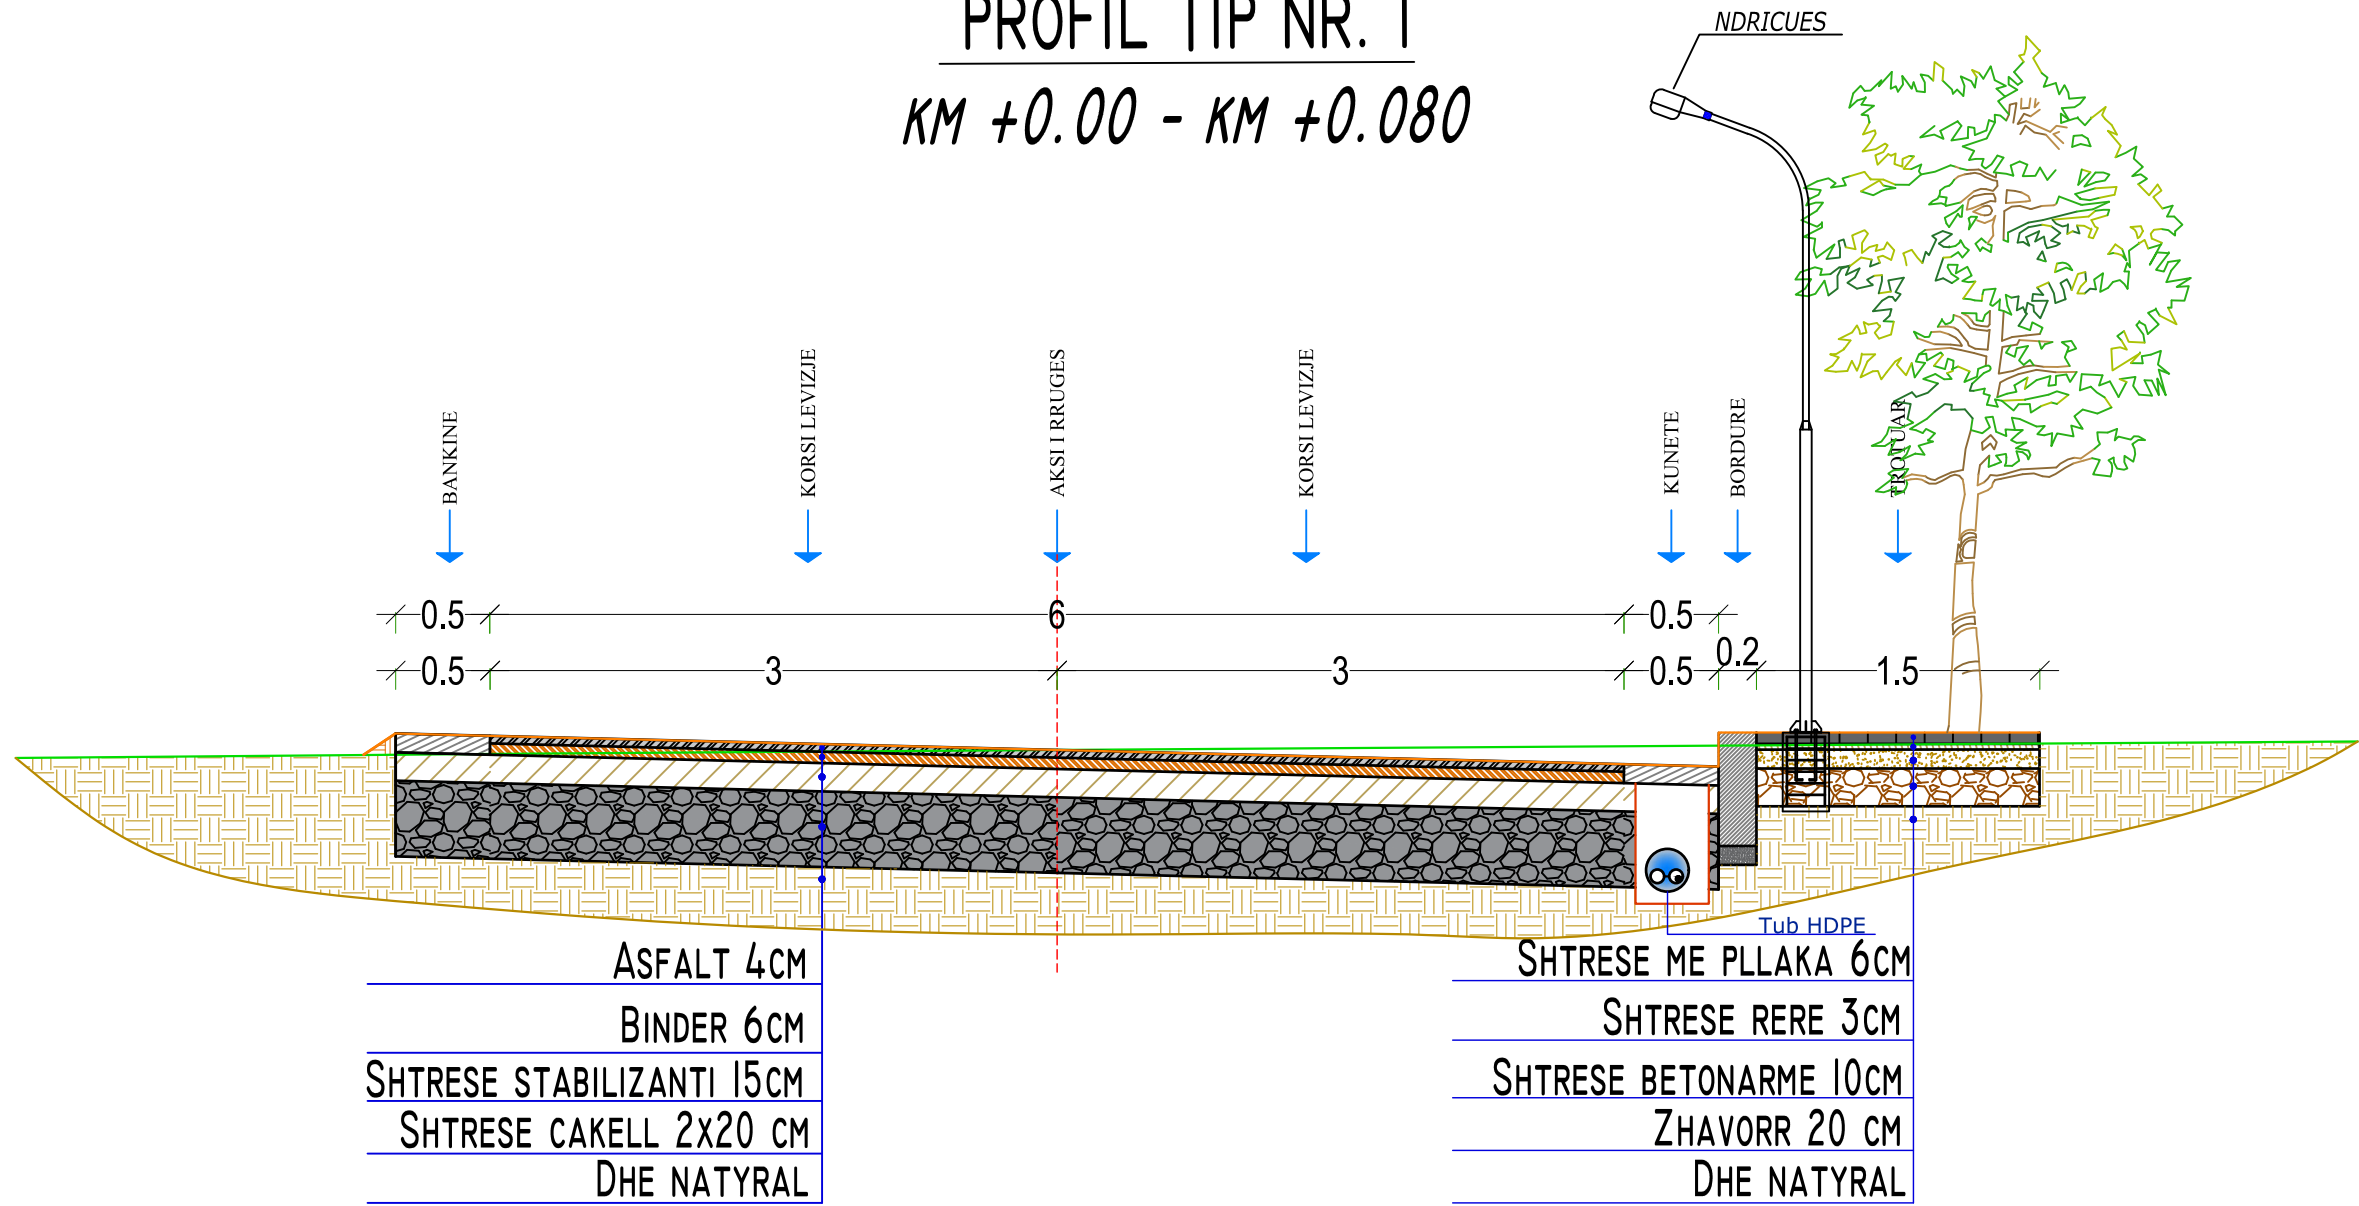 PROFIL TIP NR. 1
KM +0.00 - KM +0.080
NDRICUES
BANKINE
KORSI LEVIZJE
AKSI I RRUGES
KORSI LEVIZJE
KUNETE
BORDURE
TROTUAR
0.5 6 0.5
0.5 3 3 0.5 0.2 1.5
Tub HDPE
ASFALT 4CM
BINDER 6CM
SHTRESE STABILIZANTI 15CM
SHTRESE CAKELL 2X20 CM
DHE NATYRAL
SHTRESE ME PLLAKA 6CM
SHTRESE RERE 3CM
SHTRESE BETONARME 10CM
ZHAVORR 20 CM
DHE NATYRAL